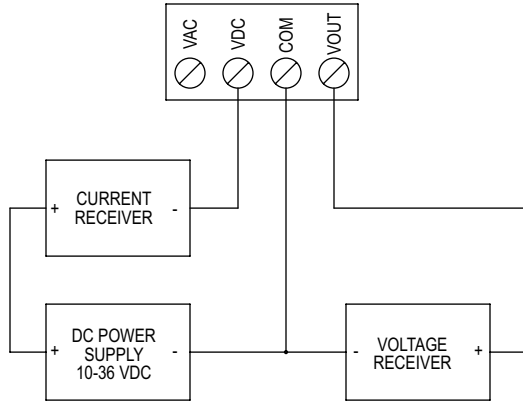 VAC
VDC
COM
VOUT
+ CURRENT -
RECEIVER
+ DC POWER -
SUPPLY
10-36 VDC
- VOLTAGE +
RECEIVER